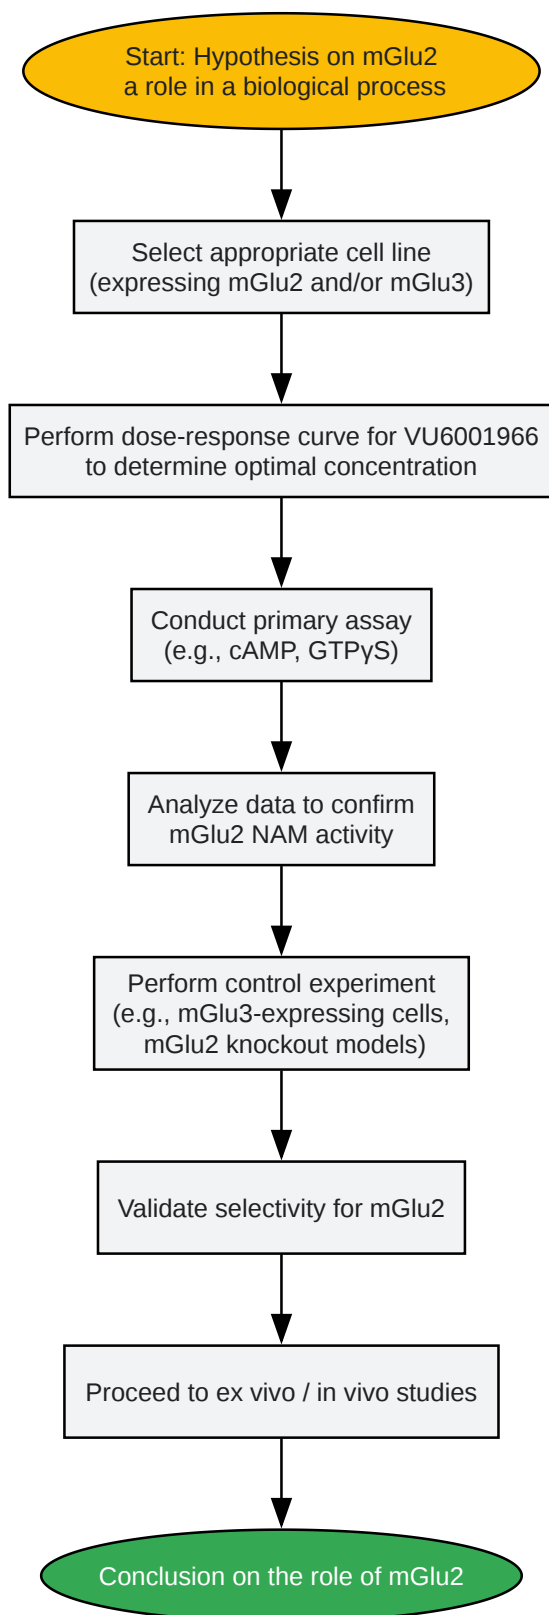 Start: Hypothesis on mGlu2
a role in a biological process
Select appropriate cell line
(expressing mGlu2 and/or mGlu3)
Perform dose-response curve for VU6001966
to determine optimal concentration
Conduct primary assay
(e.g., cAMP, GTPγS)
Analyze data to confirm
mGlu2 NAM activity
Perform control experiment
(e.g., mGlu3-expressing cells,
mGlu2 knockout models)
Validate selectivity for mGlu2
Proceed to ex vivo / in vivo studies
Conclusion on the role of mGlu2